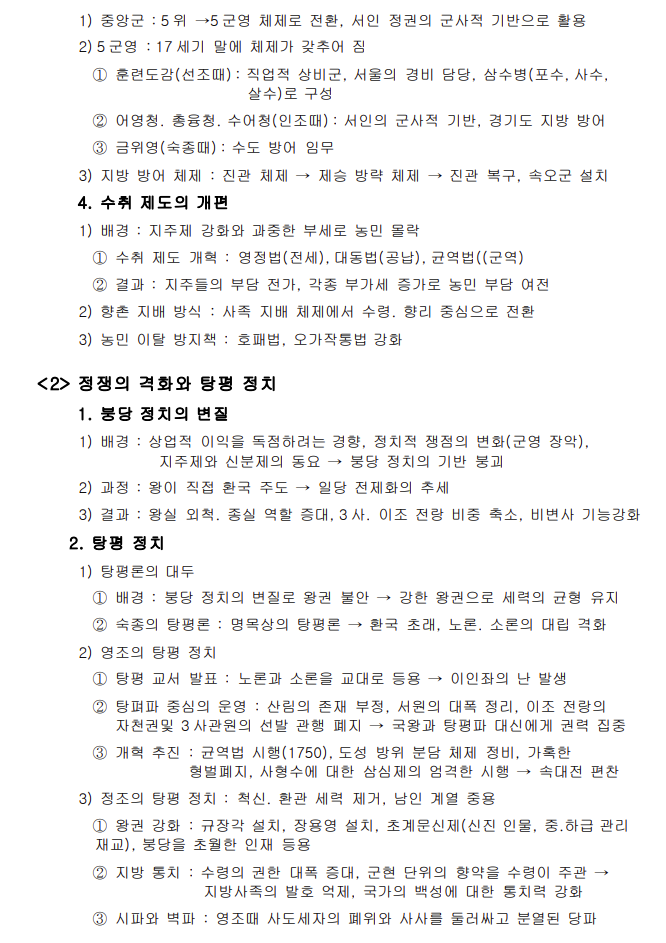 1) 중앙군 : 5 위 →5 군영 체제로 전환, 서인 정권의 군사적 기반으로 활용
2) 5 군영 : 17 세기 말에 체제가 갖추어 짐
① 훈련도감(선조때) : 직업적 상비군, 서울의 경비 담당, 삼수병(포수, 사수,
살수)로 구성
② 어영청. 총융청. 수어청(인조때) : 서인의 군사적 기반, 경기도 지방 방어
③ 금위영(숙종때) : 수도 방어 임무
3) 지방 방어 체제 : 진관 체제 → 제승 방략 체제 → 진관 복구, 속오군 설치
4. 수취 제도의 개편
1) 배경 : 지주제 강화와 과중한 부세로 농민 몰락
① 수취 제도 개혁 : 영정법(전세), 대동법(공납), 균역법((군역)
② 결과 : 지주들의 부담 전가, 각종 부가세 증가로 농민 부담 여전
2) 향촌 지배 방식 : 사족 지배 체제에서 수령. 향리 중심으로 전환
3) 농민 이탈 방지책 : 호패법, 오가작통법 강화
<2> 정쟁의 격화와 탕평 정치
1. 붕당 정치의 변질
1) 배경 : 상업적 이익을 독점하려는 경향, 정치적 쟁점의 변화(군영 장악),
지주제와 신분제의 동요 → 붕당 정치의 기반 붕괴
2) 과정 : 왕이 직접 환국 주도 → 일당 전제화의 추세
3) 결과 : 왕실 외척. 종실 역할 증대, 3 사. 이조 전랑 비중 축소, 비변사 기능강화
2. 탕평 정치
1) 탕평론의 대두
① 배경 : 붕당 정치의 변질로 왕권 불안 → 강한 왕권으로 세력의 균형 유지
② 숙종의 탕평론 : 명목상의 탕평론 → 환국 초래, 노론. 소론의 대립 격화
2) 영조의 탕평 정치
① 탕평 교서 발표 : 노론과 소론을 교대로 등용 → 이인좌의 난 발생
② 탕펴파 중심의 운영 : 산림의 존재 부정, 서원의 대폭 정리, 이조 전랑의
자천권및 3 사관원의 선발 관행 폐지 → 국왕과 탕평파 대신에게 권력 집중
③ 개혁 추진 : 균역법 시행(1750), 도성 방위 분담 체제 정비, 가혹한
형벌폐지, 사형수에 대한 삼심제의 엄격한 시행 → 속대전 편찬
3) 정조의 탕평 정치 : 척신. 환관 세력 제거, 남인 계열 중용
① 왕권 강화 : 규장각 설치, 장용영 설치, 초계문신제(신진 인물, 중.하급 관리
재교), 붕당을 초월한 인재 등용
② 지방 통치 : 수령의 권한 대폭 증대, 군현 단위의 향약을 수령이 주관 →
지방사족의 발호 억제, 국가의 백성에 대한 통치력 강화
③ 시파와 벽파 : 영조때 사도세자의 폐위와 사사를 둘러싸고 분열된 당파